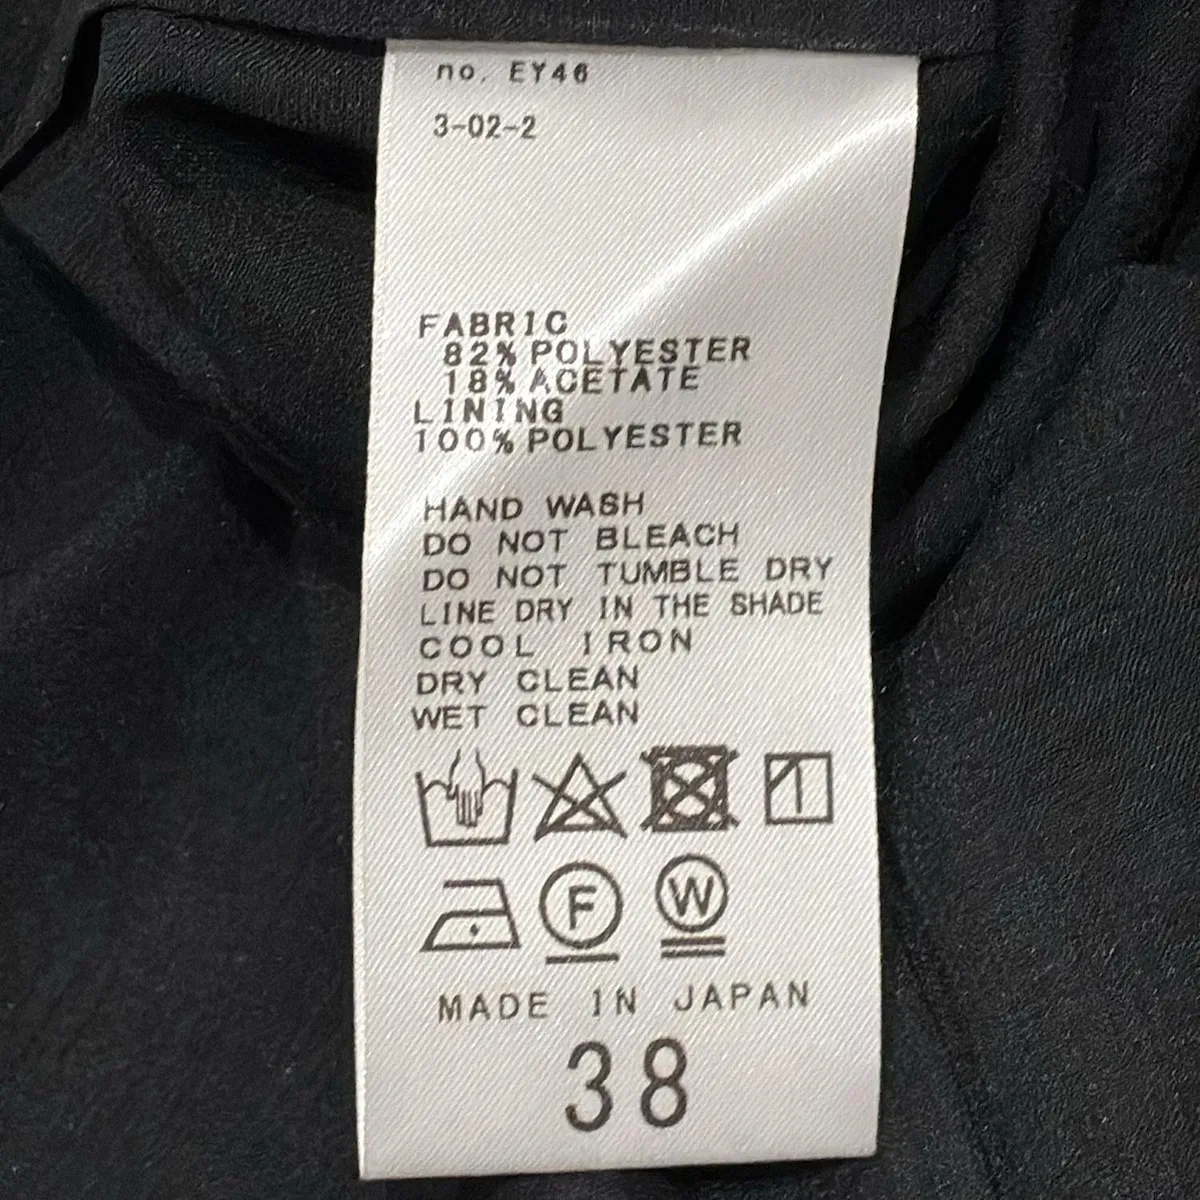 no. EY46
3-02-2
FABRIC
82% POLYESTER
18% ACETATE
LINING
100% POLYESTER
HAND WASH
DO NOT BLEACH
DO NOT TUMBLE DRY
LINE DRY IN THE SHADE
COOL IRON
DRY CLEAN
WET CLEAN
F W
MADE IN JAPAN
38